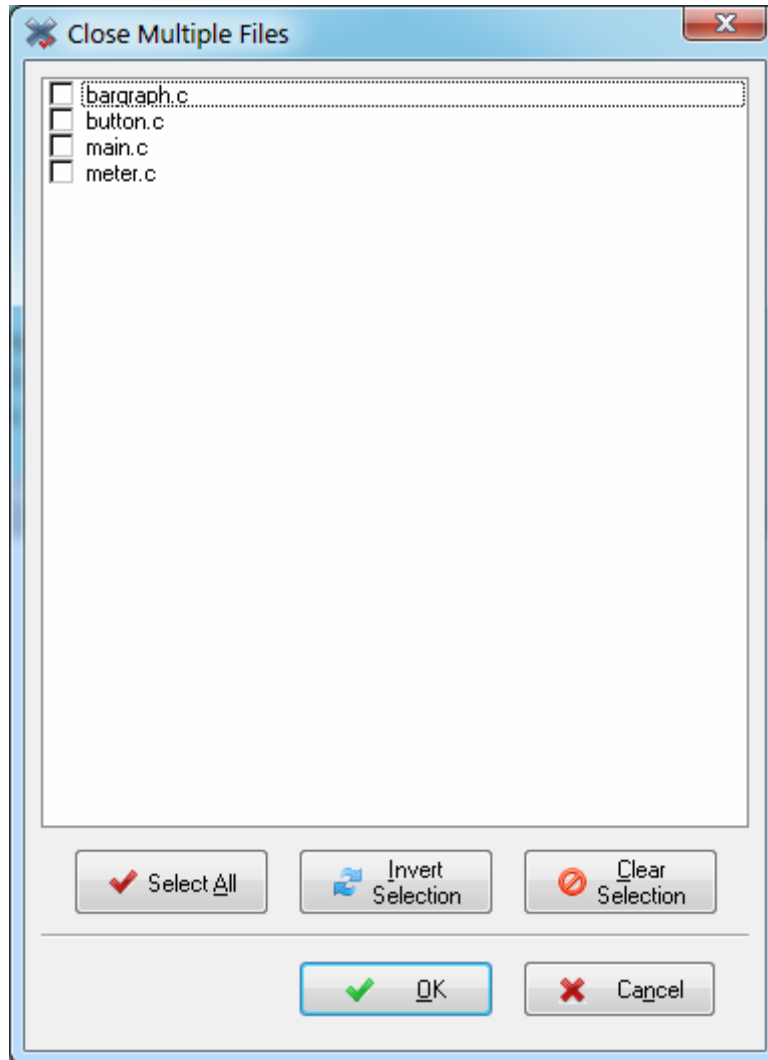 Close Multiple Files
bargraph.c
button.c
main.c
meter.c
Select All
Invert
Selection
Clear
Selection
OK
Cancel